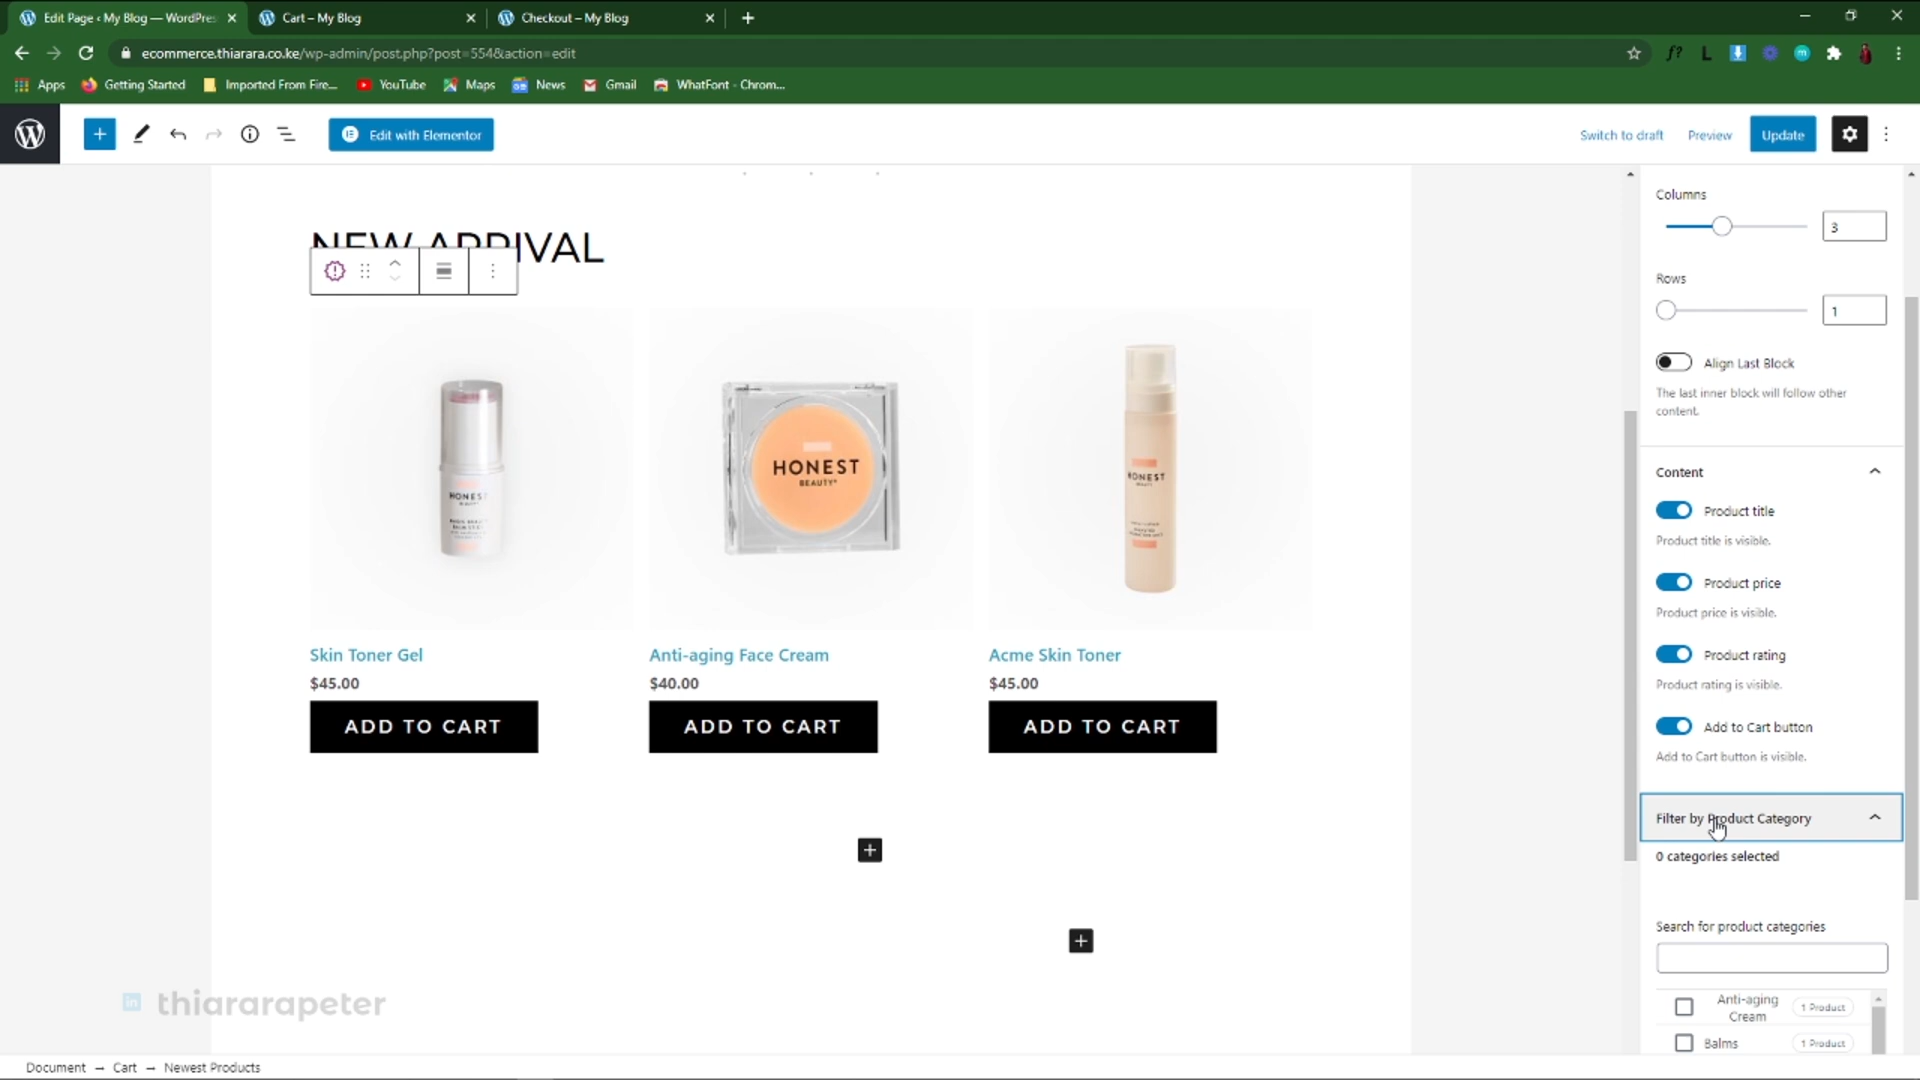 Edit Page ‹ My Blog — WordPres
Cart – My Blog
Checkout – My Blog
ecommerce.thiarara.co.ke/wp-admin/post.php?post=554&action=edit
Apps
Getting Started
Imported From Fire...
YouTube
Maps
News
Gmail
WhatFont - Chrom...
Edit with Elementor
Switch to draft
Preview
Update
Columns
3
Rows
1
Align Last Block
The last inner block will follow other
content.
NEW ARRIVAL
HONEST
BEAUTY
HONEST
BEAUTY
HONEST
Skin Toner Gel
$45.00
ADD TO CART
Anti-aging Face Cream
$40.00
ADD TO CART
Acme Skin Toner
$45.00
ADD TO CART
Content
Product title
Product title is visible.
Product price
Product price is visible.
Product rating
Product rating is visible.
Add to Cart button
Add to Cart button is visible.
Filter by Product Category
0 categories selected
Search for product categories
Anti-aging
Cream
1 Product
Balms
1 Product
in thiararapeter
Document → Cart → Newest Products